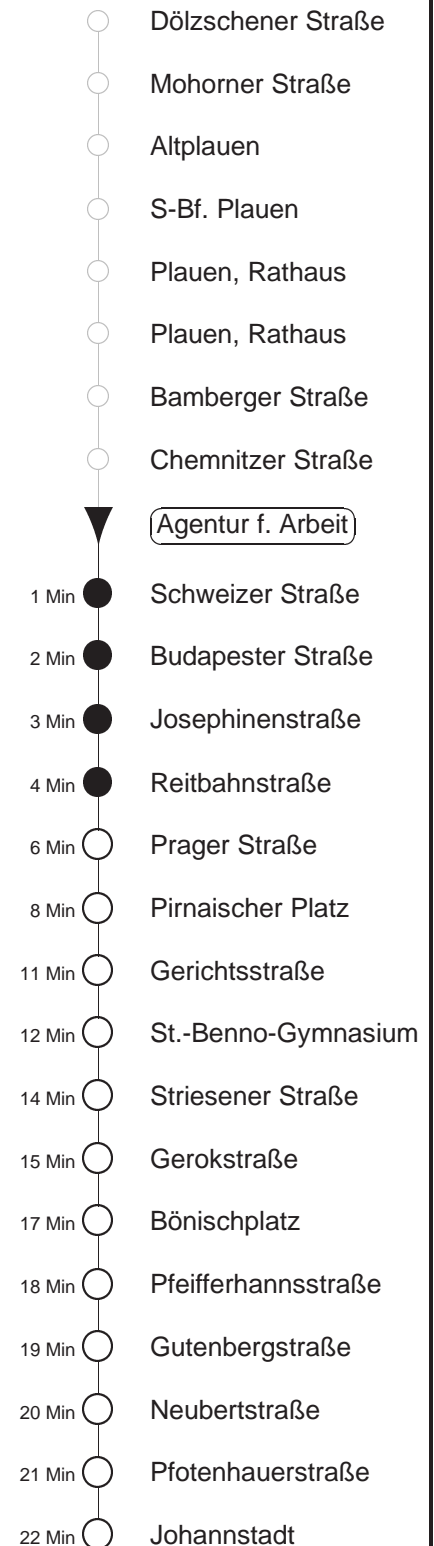 Dölzschener Straße
Mohorner Straße
Altplauen
S-Bf. Plauen
Plauen, Rathaus
Plauen, Rathaus
Bamberger Straße
Chemnitzer Straße
Agentur f. Arbeit
1 Min Schweizer Straße
2 Min Budapester Straße
3 Min Josephinenstraße
4 Min Reitbahnstraße
6 Min Prager Straße
8 Min Pirnaischer Platz
11 Min Gerichtsstraße
12 Min St.-Benno-Gymnasium
14 Min Striesener Straße
15 Min Gerokstraße
17 Min Bönischplatz
18 Min Pfeifferhannsstraße
19 Min Gutenbergstraße
20 Min Neubertstraße
21 Min Pfotenhauerstraße
22 Min Johannstadt